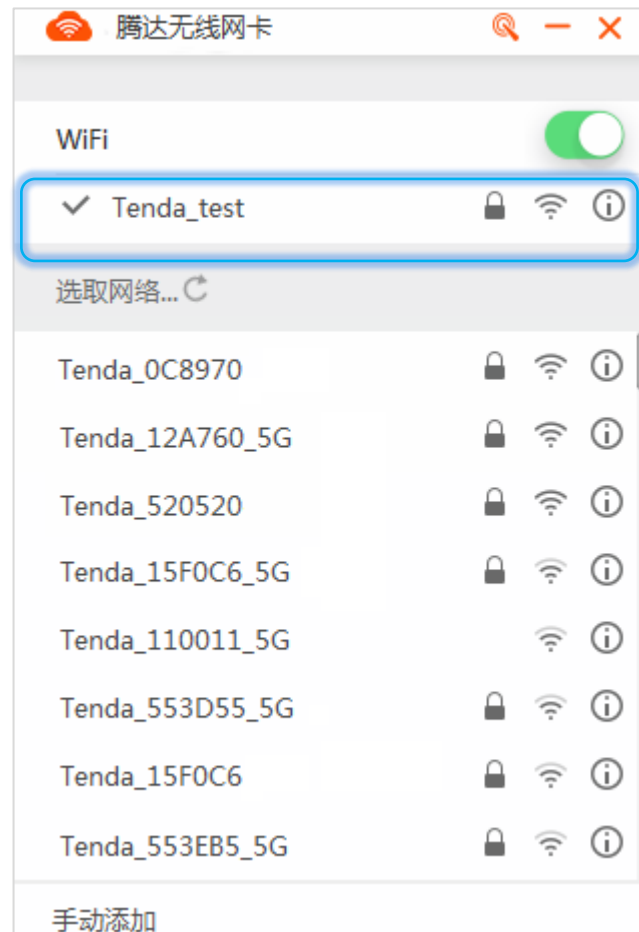 腾达无线网卡
WiFi
Tenda_test
选取网络...
Tenda_0C8970
Tenda_12A760_5G
Tenda_520520
Tenda_15F0C6_5G
Tenda_110011_5G
Tenda_553D55_5G
Tenda_15F0C6
Tenda_553EB5_5G
手动添加